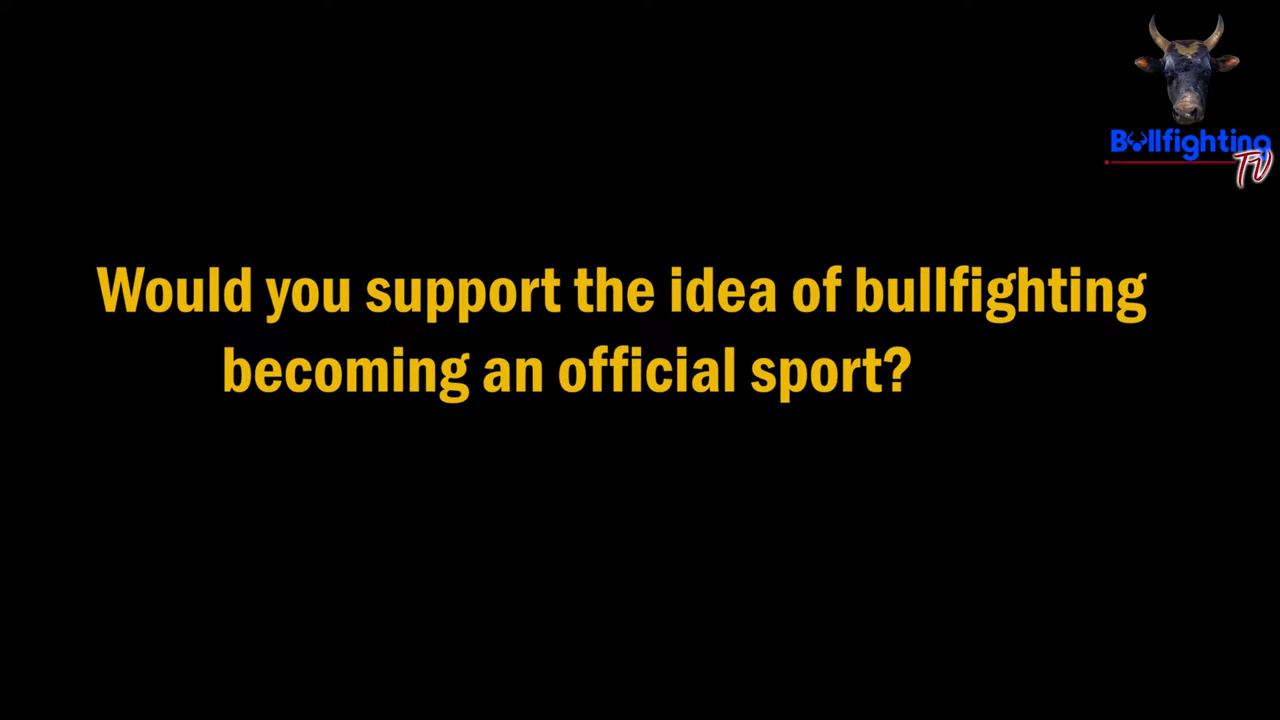 Bullfighting
TV
Would you support the idea of bullfighting
becoming an official sport?